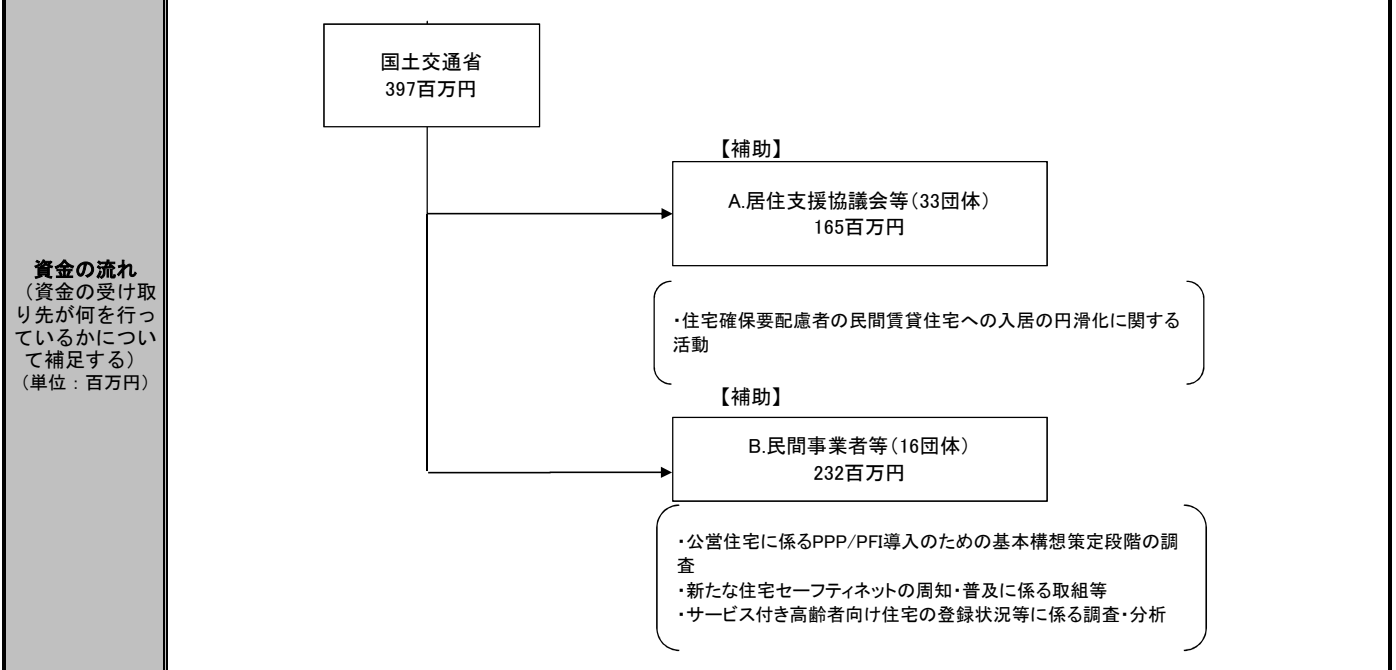 資金の流れ
（資金の受け取
り先が何を行っ
ているかについ
て補足する）
（単位：百万円）
国土交通省
397百万円
【補助】
A.居住支援協議会等（33団体）
165百万円
・住宅確保要配慮者の民間賃貸住宅への入居の円滑化に関する
活動
【補助】
B.民間事業者等（16団体）
232百万円
・公営住宅に係るPPP/PFI導入のための基本構想策定段階の調
査
・新たな住宅セーフティネットの周知・普及に係る取組等
・サービス付き高齢者向け住宅の登録状況等に係る調査・分析